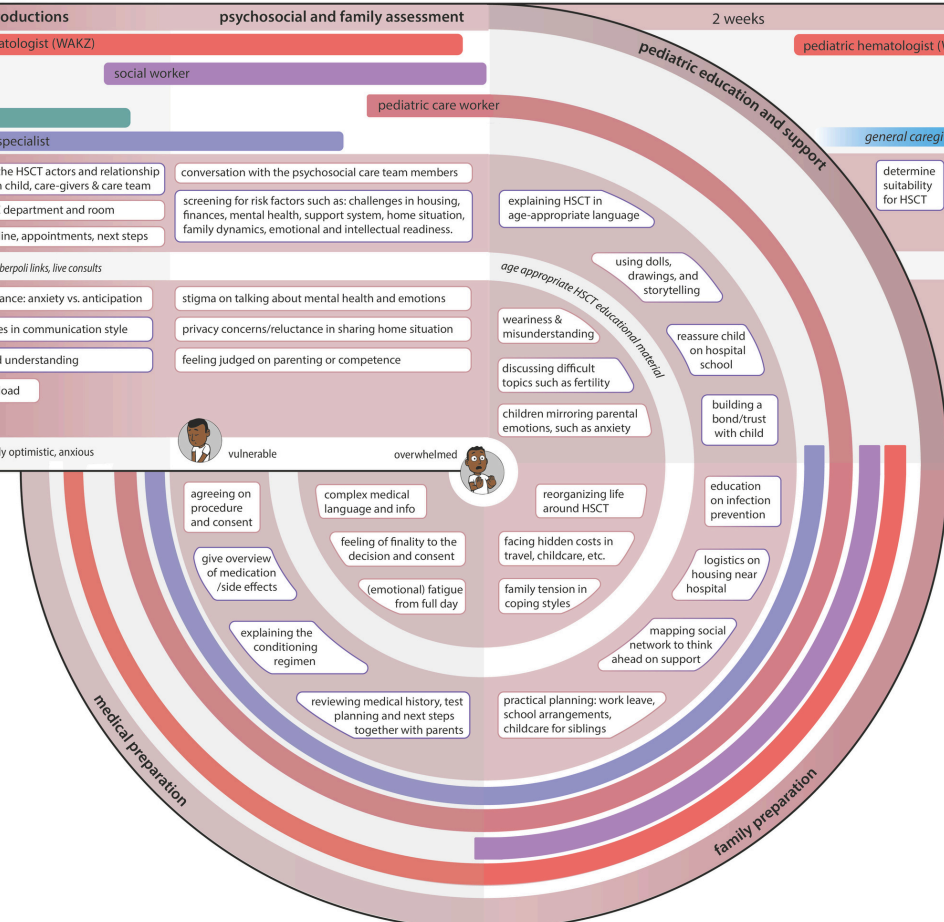 psychosocial and family assessment
2 weeks
(WAKZ)
pediatric hematologist
social worker
pediatric care worker
specialist
general
pediatric education and support
the HSCT actors and relationship
child, care-givers & care team
department and room
appointments, next steps
links, live consults
anxiety vs. anticipation
in communication style
understanding
optimistic, anxious
conversation with the psychosocial care team members
screening for risk factors such as: challenges in housing,
finances, mental health, support system, home situation,
family dynamics, emotional and intellectual readiness.
stigma on talking about mental health and emotions
privacy concerns/reluctance in sharing home situation
feeling judged on parenting or competence
vulnerable
overwhelmed
determine
suitability
for HSCT
explaining HSCT in
age-appropriate language
using dolls,
drawings, and
storytelling
reassure child
on hospital
school
building a
bond/trust
with child
age appropriate HSCT educational material
weariness &
misunderstanding
discussing difficult
topics such as fertility
children mirroring parental
emotions, such as anxiety
education
on infection
prevention
logistics on
housing near
hospital
mapping social
network to think
ahead on support
practical planning: work leave,
school arrangements,
childcare for siblings
reorganizing life
around HSCT
facing hidden costs in
travel, childcare, etc.
family tension in
coping styles
family preparation
agreeing on
procedure
and consent
give overview
of medication
/side effects
explaining the
conditioning
regimen
reviewing medical history, test
planning and next steps
together with parents
complex medical
language and info
feeling of finality to the
decision and consent
(emotional) fatigue
from full day
medical preparation